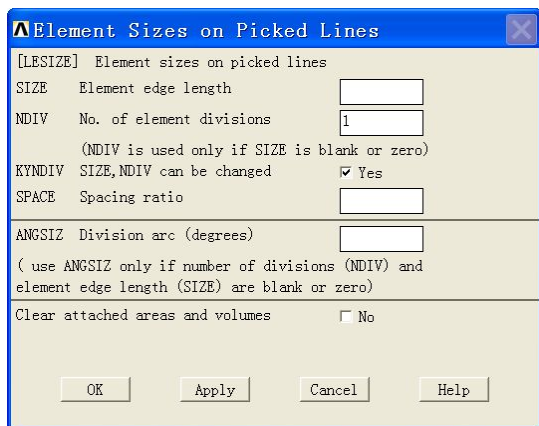 Element Sizes on Picked Lines
[LESIZE] Element sizes on picked lines
SIZE Element edge length
NDIV No. of element divisions 1
(NDIV is used only if SIZE is blank or zero)
KYNDIV SIZE,NDIV can be changed Yes
SPACE Spacing ratio
ANGSIZ Division arc (degrees)
( use ANGSIZ only if number of divisions (NDIV) and
element edge length (SIZE) are blank or zero)
Clear attached areas and volumes No
OK Apply Cancel Help